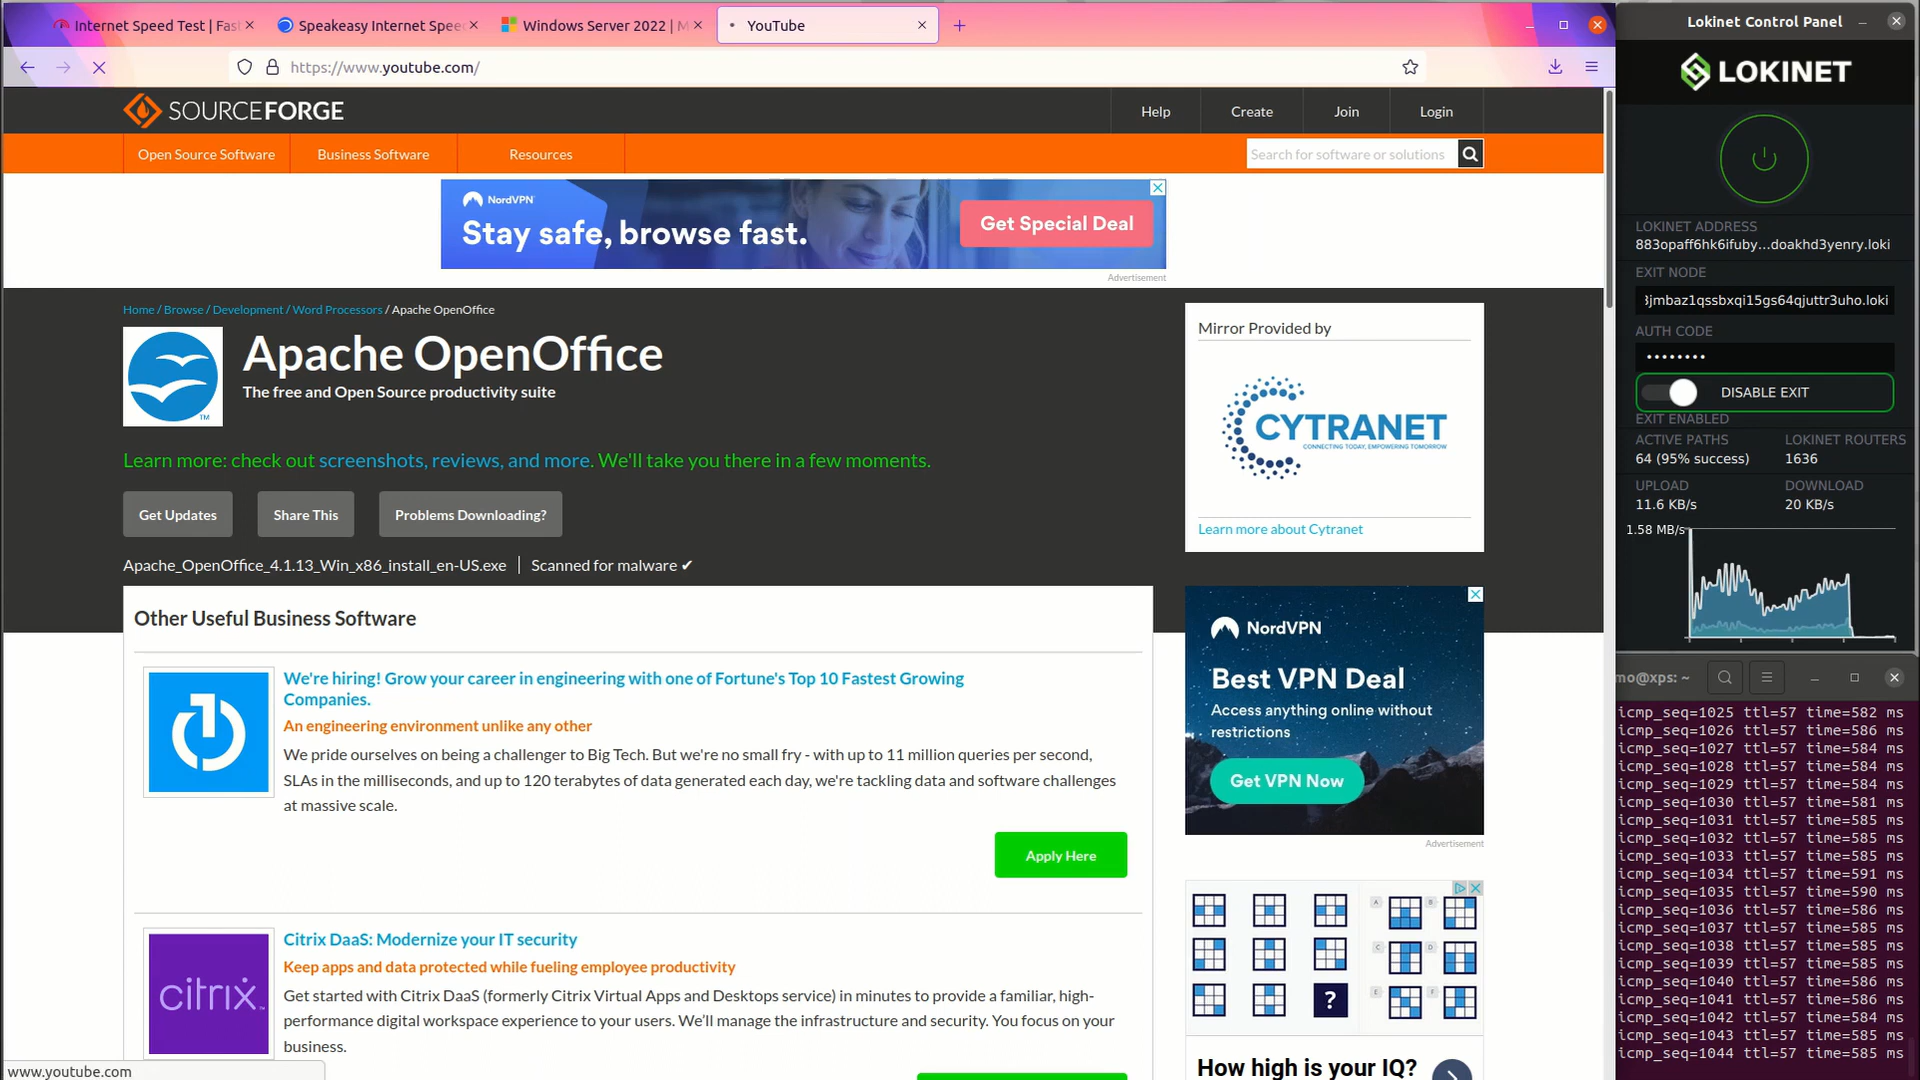 Internet Speed Test | Fas
Speakeasy Internet Speed
Windows Server 2022 | M
YouTube
https://www.youtube.com/
SOURCEFORGE
Help
Create
Join
Login
Open Source Software
Business Software
Resources
Search for software or solutions
NordVPN
Stay safe, browse fast.
Get Special Deal
Advertisement
Home / Browse / Development / Word Processors / Apache OpenOffice
Apache OpenOffice
The free and Open Source productivity suite
TM
Learn more: check out screenshots, reviews, and more. We'll take you there in a few moments.
Get Updates
Share This
Problems Downloading?
Apache_OpenOffice_4.1.13_Win_x86_install_en-US.exe
Scanned for malware ✔
Mirror Provided by
CYTRANET
CONNECTING TODAY, EMPOWERING TOMORROW
Learn more about Cytranet
Other Useful Business Software
We're hiring! Grow your career in engineering with one of Fortune's Top 10 Fastest Growing
Companies.
An engineering environment unlike any other
We pride ourselves on being a challenger to Big Tech. But we're no small fry - with up to 11 million queries per second,
SLAs in the milliseconds, and up to 120 terabytes of data generated each day, we're tackling data and software challenges
at massive scale.
Apply Here
citrix
Citrix DaaS: Modernize your IT security
Keep apps and data protected while fueling employee productivity
Get started with Citrix DaaS (formerly Citrix Virtual Apps and Desktops service) in minutes to provide a familiar, high-
performance digital workspace experience to your users. We'll manage the infrastructure and security. You focus on your
business.
www.youtube.com
NordVPN
Best VPN Deal
Access anything online without
restrictions
Get VPN Now
Advertisement
A
B
C
D
E
F
?
How high is your IQ?
Lokinet Control Panel
LOKINET
LOKINET ADDRESS
883opaff6hk6ifuby...doakhd3yenry.loki
EXIT NODE
3jmbaz1qssbxqi15gs64qjuttr3uho.loki
AUTH CODE
••••••••
DISABLE EXIT
EXIT ENABLED
ACTIVE PATHS
64 (95% success)
LOKINET ROUTERS
1636
UPLOAD
11.6 KB/s
DOWNLOAD
20 KB/s
1.58 MB/s
mo@xps: ~
icmp_seq=1025 ttl=57 time=582 ms
icmp_seq=1026 ttl=57 time=586 ms
icmp_seq=1027 ttl=57 time=584 ms
icmp_seq=1028 ttl=57 time=584 ms
icmp_seq=1029 ttl=57 time=584 ms
icmp_seq=1030 ttl=57 time=581 ms
icmp_seq=1031 ttl=57 time=585 ms
icmp_seq=1032 ttl=57 time=585 ms
icmp_seq=1033 ttl=57 time=585 ms
icmp_seq=1034 ttl=57 time=591 ms
icmp_seq=1035 ttl=57 time=590 ms
icmp_seq=1036 ttl=57 time=586 ms
icmp_seq=1037 ttl=57 time=585 ms
icmp_seq=1038 ttl=57 time=585 ms
icmp_seq=1039 ttl=57 time=585 ms
icmp_seq=1040 ttl=57 time=586 ms
icmp_seq=1041 ttl=57 time=586 ms
icmp_seq=1042 ttl=57 time=584 ms
icmp_seq=1043 ttl=57 time=585 ms
icmp_seq=1044 ttl=57 time=585 ms